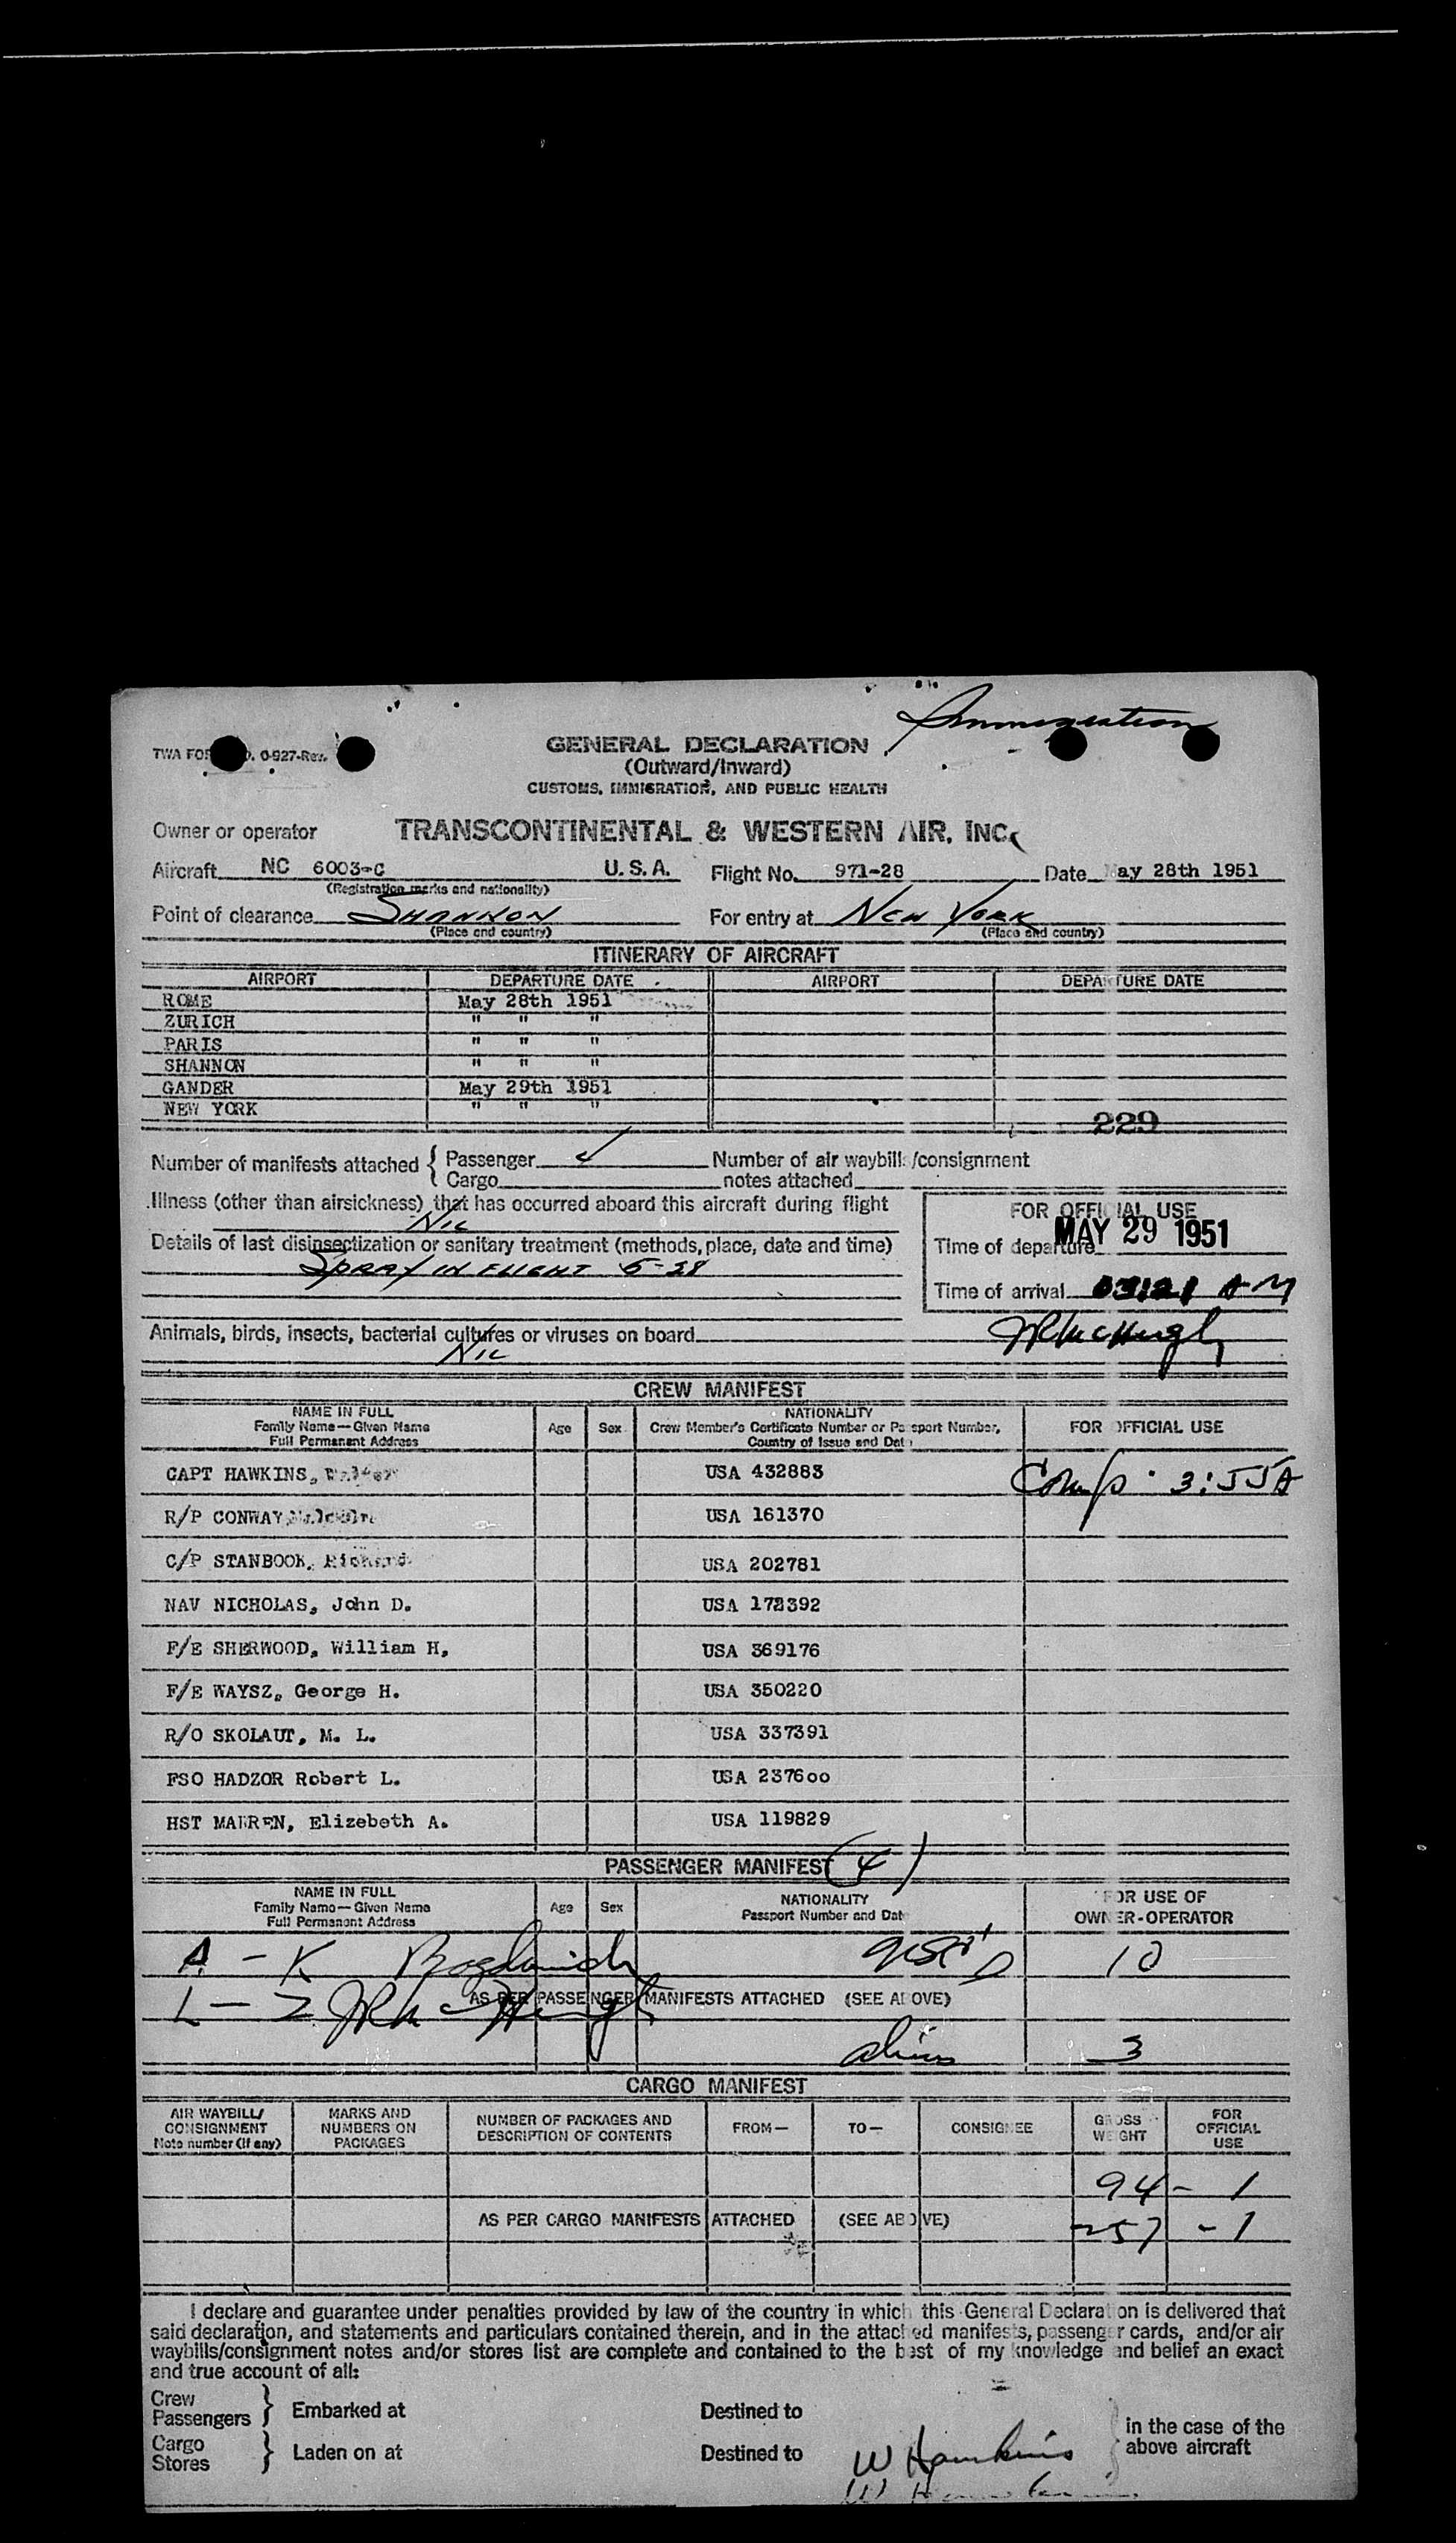 Immigration
TWA FOR . O-927-Rev.
GENERAL DECLARATION
(Outward/Inward)
CUSTOMS, IMMIGRATION, AND PUBLIC HEALTH
Owner or operator TRANSCONTINENTAL & WESTERN AIR, INC.
Aircraft NC 6003-C U.S.A. Flight No. 971-28 Date May 28th 1951
(Registration marks and nationality)
Point of clearance SHANNON For entry at NEW YORK
(Place and country) (Place and country)
ITINERARY OF AIRCRAFT
AIRPORT DEPARTURE DATE AIRPORT DEPARTURE DATE
ROME May 28th 1951
ZURICH " " "
PARIS " " "
SHANNON " " "
GANDER May 29th 1951
NEW YORK " " "
229
Number of manifests attached { Passenger 4 Number of air waybill/consignment
Cargo notes attached
Illness (other than airsickness) that has occurred aboard this aircraft during flight
NIL
FOR OFFICIAL USE
MAY 29 1951
Details of last disinsectization or sanitary treatment (methods, place, date and time)
Time of departure
SPRAY IN FLIGHT 5-28
Time of arrival AM
Animals, birds, insects, bacterial cultures or viruses on board
NIL
JR McHugh
CREW MANIFEST
NAME IN FULL
Family Name—Given Name
Full Permanent Address
Age Sex
NATIONALITY
Crew Member's Certificate Number or Passport Number,
Country of Issue and Date
FOR OFFICIAL USE
CAPT HAWKINS, Walter USA 432883
R/P CONWAY, USA 161370
C/P STANBOOK, Richard USA 202781
NAV NICHOLAS, John D. USA 172392
F/E SHERWOOD, William H. USA 369176
F/E WAYSZ, George H. USA 350220
R/O SKOLAUT, M. L. USA 337391
FSO HADZOR Robert L. USA 237600
HST MARREN, Elizebeth A. USA 119829
PASSENGER MANIFEST (4)
NAME IN FULL
Family Name—Given Name
Full Permanent Address
Age Sex
NATIONALITY
Passport Number and Date
FOR USE OF
OWNER-OPERATOR
A - K Bogdanich 10
L - Z JR McHugh
AS PER PASSENGER MANIFESTS ATTACHED (SEE ABOVE)
aliens 3
CARGO MANIFEST
AIR WAYBILL/
CONSIGNMENT
Note number (if any)
MARKS AND
NUMBERS ON
PACKAGES
NUMBER OF PACKAGES AND
DESCRIPTION OF CONTENTS
FROM— TO— CONSIGNEE
GROSS
WEIGHT
FOR
OFFICIAL
USE
94 - 1
AS PER CARGO MANIFESTS ATTACHED (SEE ABOVE)
257 - 1
I declare and guarantee under penalties provided by law of the country in which this General Declaration is delivered that
said declaration, and statements and particulars contained therein, and in the attached manifests, passenger cards, and/or air
waybills/consignment notes and/or stores list are complete and contained to the best of my knowledge and belief an exact
and true account of all:
Crew
Passengers } Embarked at Destined to
Cargo
Stores } Laden on at Destined to
in the case of the
above aircraft
W Hawkins